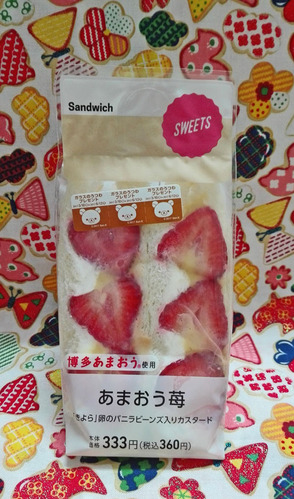 Sandwich
SWEETS
ガラスのうつわ
プレゼント
ガラスのうつわ
プレゼント
ガラスのうつわ
プレゼント
博多あまおう使用
あまおう苺
卵のバニラビーンズ入りカスタード
本体
価格 333円(税込360円)